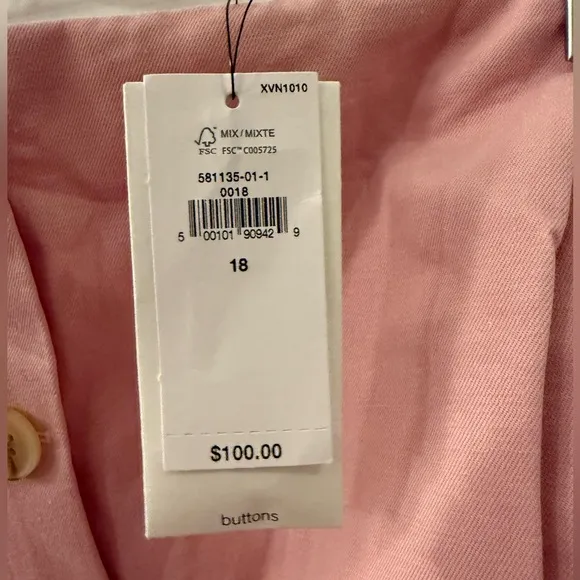 XVN1010
MIX/MIXTE
FSC FSC™ C005725
581135-01-1
0018
5 00101 90942 9
18
$100.00
buttons